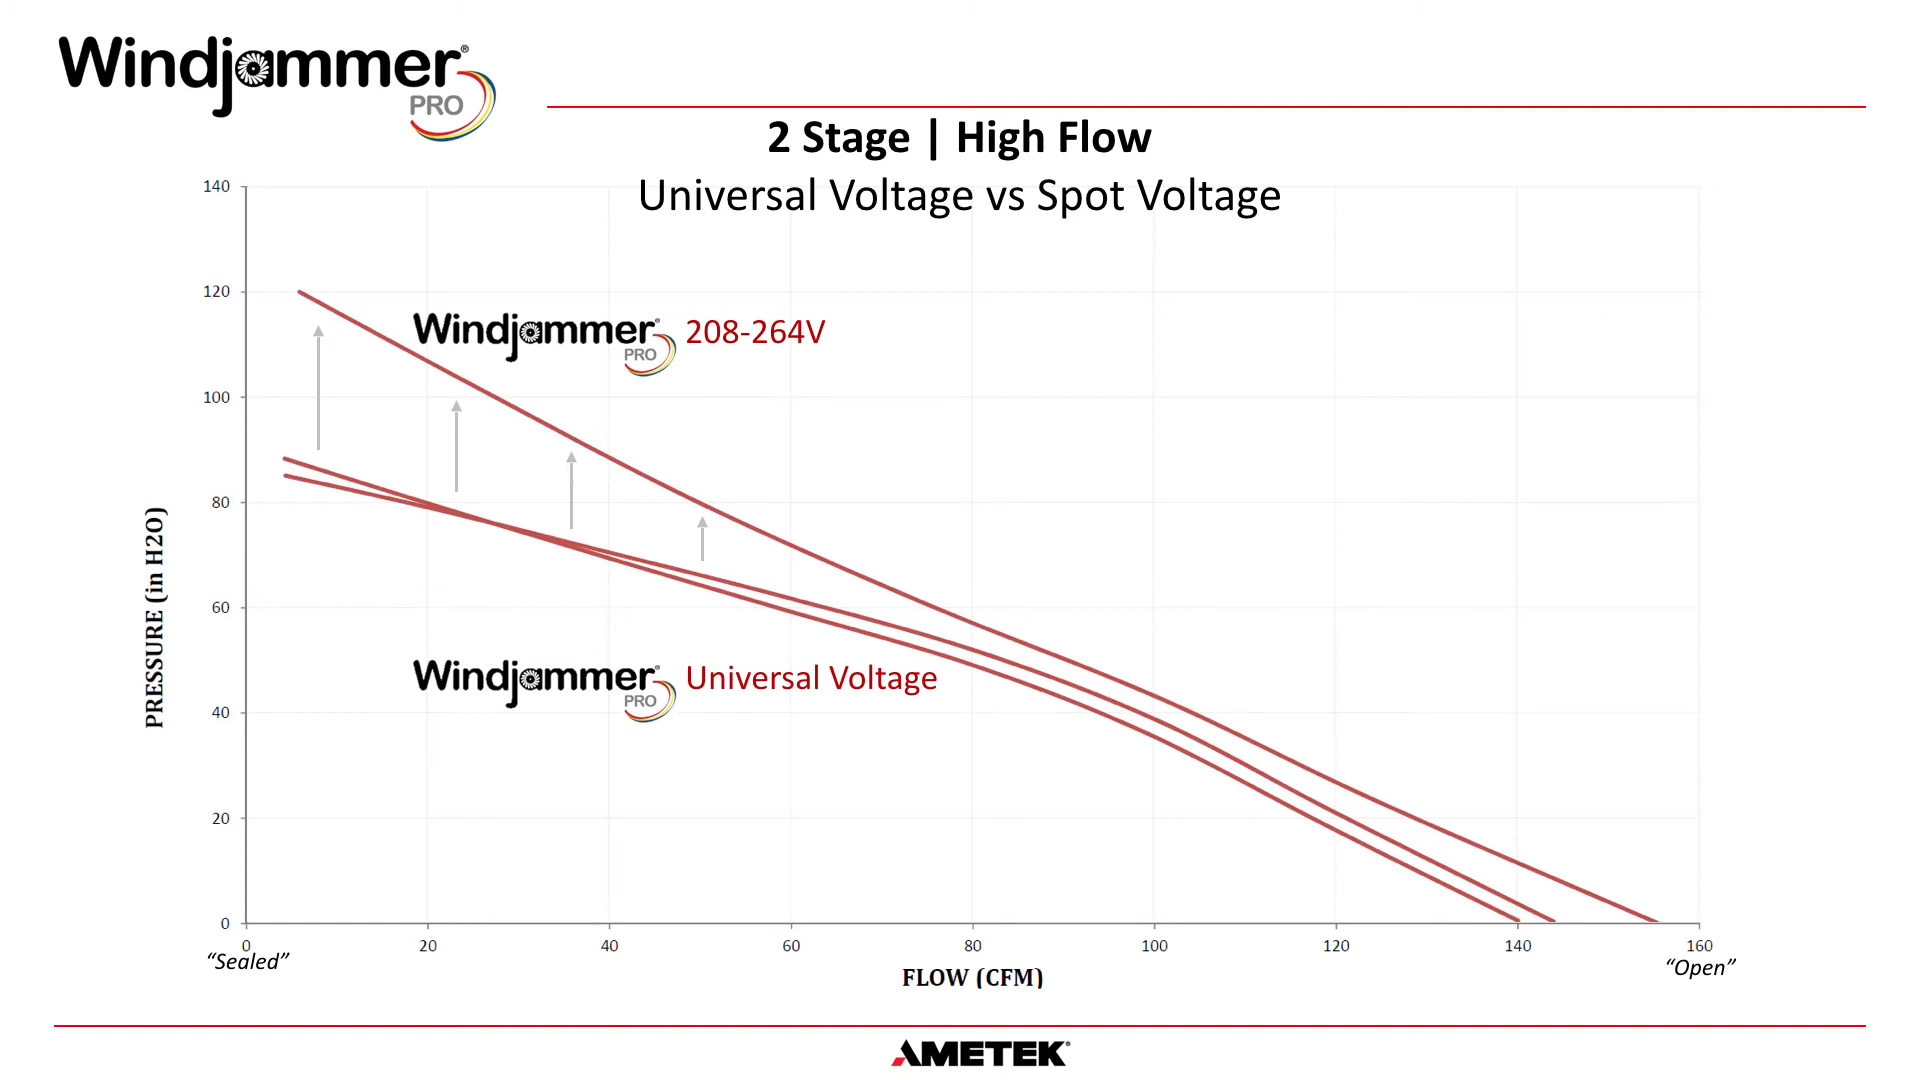 Windjammer®
PRO
2 Stage | High Flow
Universal Voltage vs Spot Voltage
140
120
100
80
60
40
20
0
PRESSURE (in H2O)
Windjammer® 208-264V
PRO
Windjammer® Universal Voltage
PRO
0 20 40 60 80 100 120 140 160
“Sealed” “Open”
FLOW (CFM)
AMETEK®